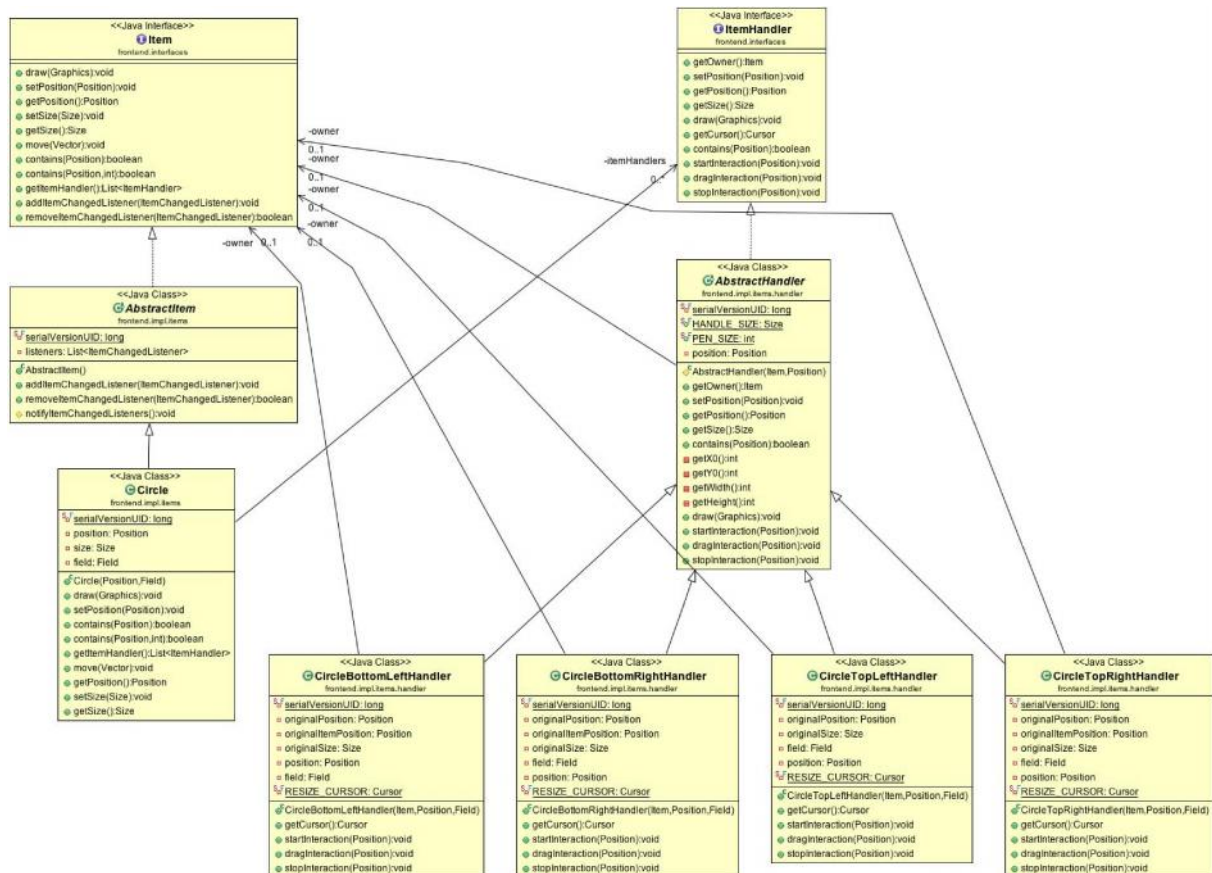 <<Java Interface>>
Item
frontend.interfaces
draw(Graphics):void
setPosition(Position):void
getPosition():Position
setSize(Size):void
getSize():Size
move(Vector):void
contains(Position):boolean
contains(Position,int):boolean
getItemHandler():List<ItemHandler>
addItemChangedListener(ItemChangedListener):void
removeItemChangedListener(ItemChangedListener):boolean
<<Java Interface>>
ItemHandler
frontend.interfaces
getOwner():Item
setPosition(Position):void
getPosition():Position
getSize():Size
draw(Graphics):void
getCursor():Cursor
contains(Position):boolean
startInteraction(Position):void
dragInteraction(Position):void
stopInteraction(Position):void
-owner
0..1
-owner
0..1
-owner
0..1
-owner
0..1
-owner 0..1
-itemHandlers
0..*
<<Java Class>>
AbstractItem
frontend.impl.items
serialVersionUID: long
listeners: List<ItemChangedListener>
AbstractItem()
addItemChangedListener(ItemChangedListener):void
removeItemChangedListener(ItemChangedListener):boolean
notifyItemChangedListeners():void
<<Java Class>>
AbstractHandler
frontend.impl.items.handler
serialVersionUID: long
HANDLE_SIZE: Size
PEN_SIZE: int
position: Position
AbstractHandler(Item,Position)
getOwner():Item
setPosition(Position):void
getPosition():Position
getSize():Size
contains(Position):boolean
getX0():int
getY0():int
getWidth():int
getHeight():int
draw(Graphics):void
startInteraction(Position):void
dragInteraction(Position):void
stopInteraction(Position):void
<<Java Class>>
Circle
frontend.impl.items
serialVersionUID: long
position: Position
size: Size
field: Field
Circle(Position,Field)
draw(Graphics):void
setPosition(Position):void
contains(Position):boolean
contains(Position,int):boolean
getItemHandler():List<ItemHandler>
move(Vector):void
getPosition():Position
setSize(Size):void
getSize():Size
<<Java Class>>
CircleBottomLeftHandler
frontend.impl.items.handler
serialVersionUID: long
originalPosition: Position
originalItemPosition: Position
originalSize: Size
position: Position
field: Field
RESIZE_CURSOR: Cursor
CircleBottomLeftHandler(Item,Position,Field)
getCursor():Cursor
startInteraction(Position):void
dragInteraction(Position):void
stopInteraction(Position):void
<<Java Class>>
CircleBottomRightHandler
frontend.impl.items.handler
serialVersionUID: long
originalPosition: Position
originalItemPosition: Position
originalSize: Size
field: Field
position: Position
RESIZE_CURSOR: Cursor
CircleBottomRightHandler(Item,Position,Field)
getCursor():Cursor
startInteraction(Position):void
dragInteraction(Position):void
stopInteraction(Position):void
<<Java Class>>
CircleTopLeftHandler
frontend.impl.items.handler
serialVersionUID: long
originalPosition: Position
originalSize: Size
field: Field
position: Position
RESIZE_CURSOR: Cursor
CircleTopLeftHandler(Item,Position,Field)
getCursor():Cursor
startInteraction(Position):void
dragInteraction(Position):void
stopInteraction(Position):void
<<Java Class>>
CircleTopRightHandler
frontend.impl.items.handler
serialVersionUID: long
originalPosition: Position
originalItemPosition: Position
originalSize: Size
field: Field
position: Position
RESIZE_CURSOR: Cursor
CircleTopRightHandler(Item,Position,Field)
getCursor():Cursor
startInteraction(Position):void
dragInteraction(Position):void
stopInteraction(Position):void